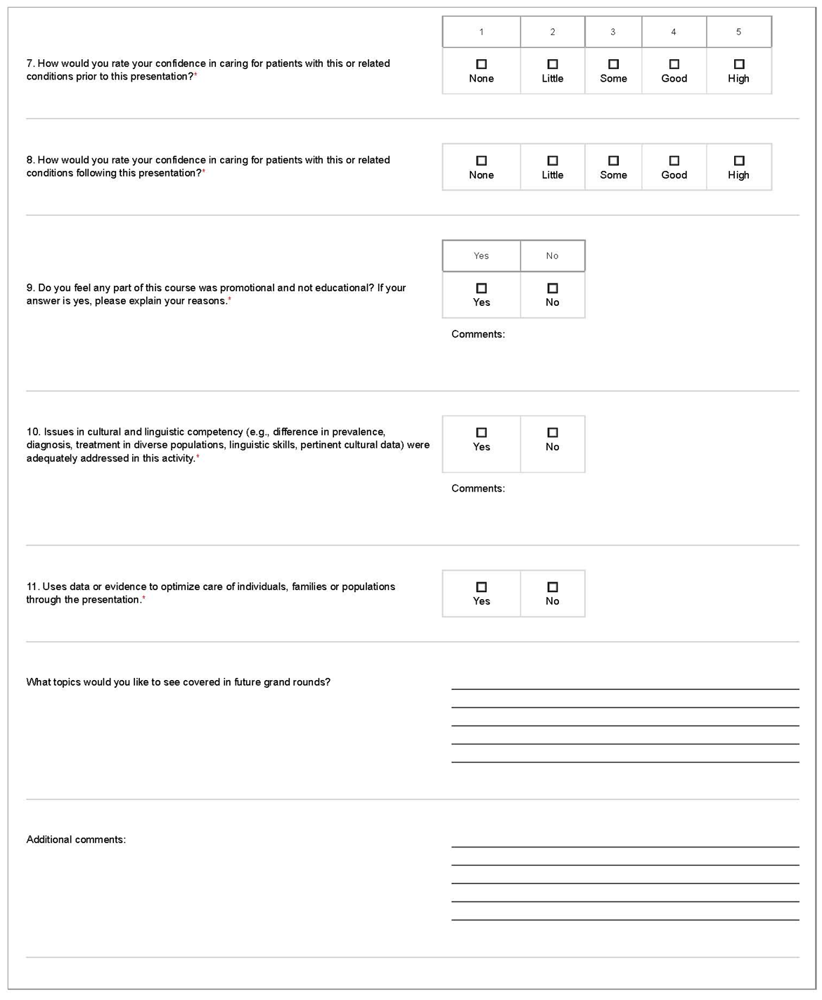 1 2 3 4 5
7. How would you rate your confidence in caring for patients with this or related
conditions prior to this presentation?*
None Little Some Good High
8. How would you rate your confidence in caring for patients with this or related
conditions following this presentation?*
None Little Some Good High
Yes No
9. Do you feel any part of this course was promotional and not educational? If your
answer is yes, please explain your reasons.*
Yes No
Comments:
10. Issues in cultural and linguistic competency (e.g., difference in prevalence,
diagnosis, treatment in diverse populations, linguistic skills, pertinent cultural data) were
adequately addressed in this activity.*
Yes No
Comments:
11. Uses data or evidence to optimize care of individuals, families or populations
through the presentation.*
Yes No
What topics would you like to see covered in future grand rounds?
Additional comments: